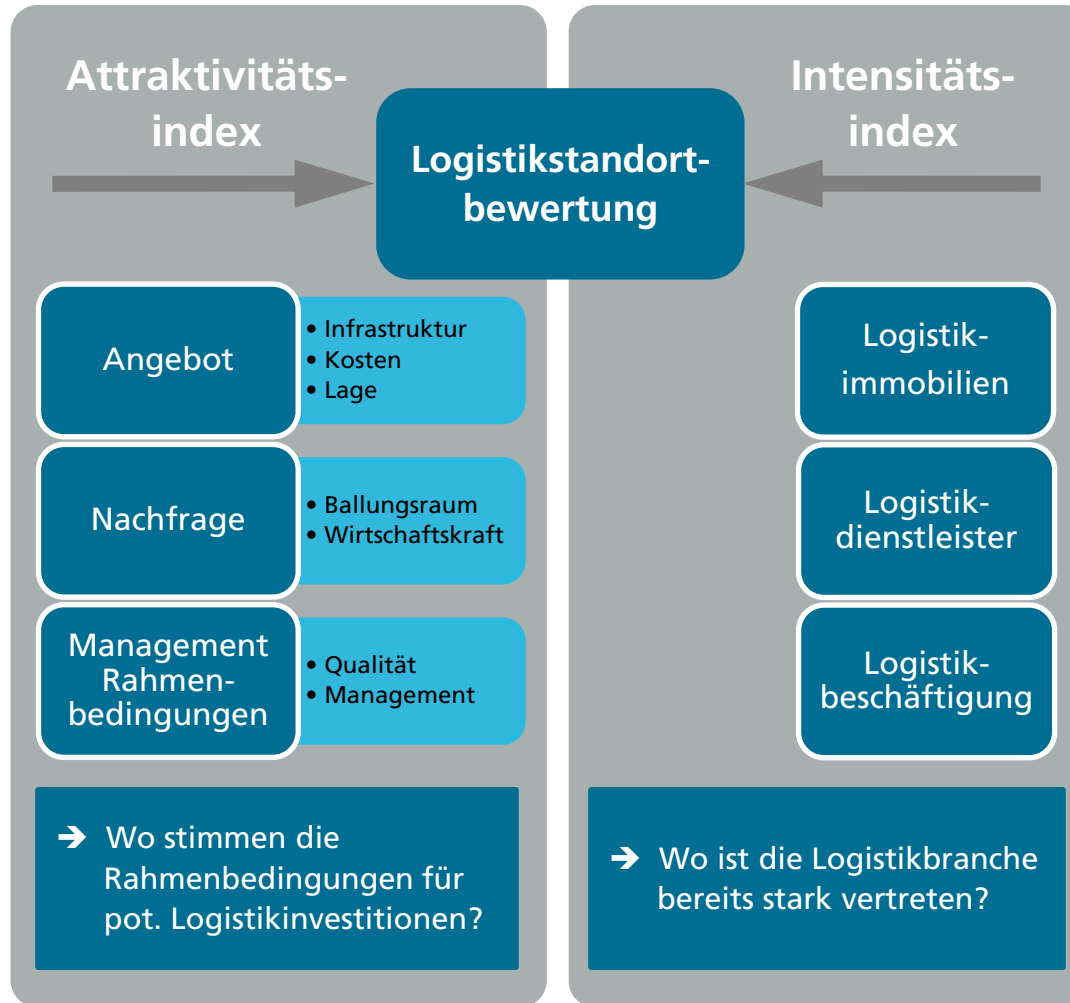 Attraktivitäts-
index
Logistikstandort-
bewertung
Intensitäts-
index
Angebot
• Infrastruktur
• Kosten
• Lage
Nachfrage
• Ballungsraum
• Wirtschaftskraft
Management
Rahmen-
bedingungen
• Qualität
• Management
➔ Wo stimmen die
Rahmenbedingungen für
pot. Logistikinvestitionen?
Logistik-
immobilien
Logistik-
dienstleister
Logistik-
beschäftigung
➔ Wo ist die Logistikbranche
bereits stark vertreten?